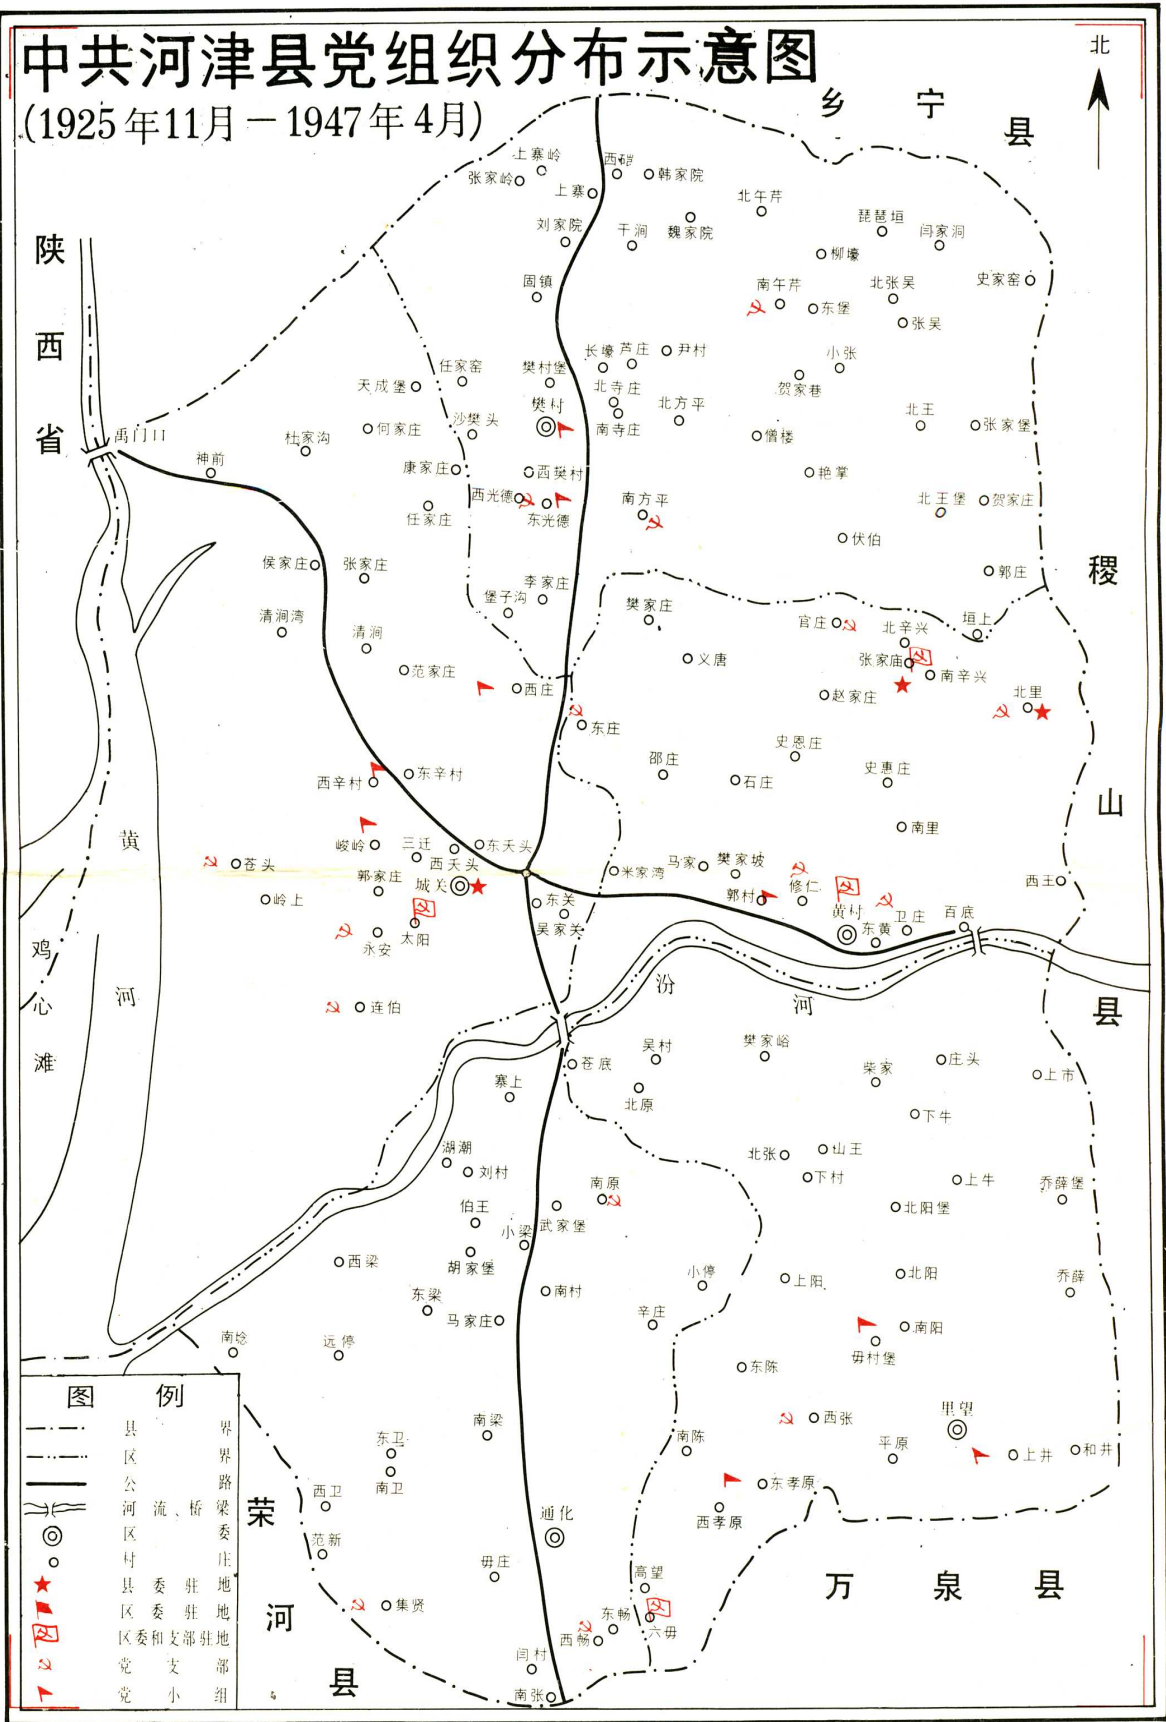 中共河津县党组织分布示意图
(1925年11月－1947年4月)
北
乡宁县
陕西省
稷山县
万泉县
荣河县
黄河
鸡心滩
汾河
禹门口
上寨岭
张家岭
西硙
韩家院
上寨
北午芹
刘家院
干涧
魏家院
琵琶垣
闫家洞
柳壕
固镇
南午芹
北张吴
史家窑
东堡
张吴
长壕
芦庄
尹村
小张
任家窑
樊村堡
天成堡
北寺庄
贺家巷
樊村
北方平
北王
沙樊头
何家庄
南寺庄
僧楼
张家堡
杜家沟
神前
康家庄
西樊村
艳掌
西光德
东光德
南方平
北王堡
贺家庄
任家庄
伏伯
侯家庄
张家庄
郭庄
李家庄
堡子沟
樊家庄
清涧湾
清涧
官庄
北辛兴
垣上
范家庄
义唐
张家庙
南辛兴
西庄
赵家庄
北里
东庄
史恩庄
邵庄
石庄
史惠庄
西辛村
东辛村
南里
峻岭
三迁
东天头
西天头
苍头
郭家庄
城关
米家湾
马家
樊家坡
西王
岭上
东关
郭村
修仁
吴家关
黄村
东黄
卫庄
百底
永安
太阳
连伯
吴村
樊家峪
苍底
柴家
庄头
上市
寨上
北原
下牛
湖潮
北张
山王
刘村
下村
上牛
乔薛堡
南原
北阳堡
伯王
武家堡
小梁
西梁
胡家堡
小停
上阳
北阳
乔薛
东梁
南村
马家庄
辛庄
南阳
南埝
远停
毋村堡
东陈
西张
里望
南梁
东卫
南陈
平原
上井
和井
南卫
东孝原
西卫
西孝原
通化
范新
毋庄
高望
集贤
东畅
六毋
西畅
闫村
南张
图例
县界
区界
公路
河流、桥梁
区委
村庄
县委驻地
区委驻地
区委和支部驻地
党支部
党小组